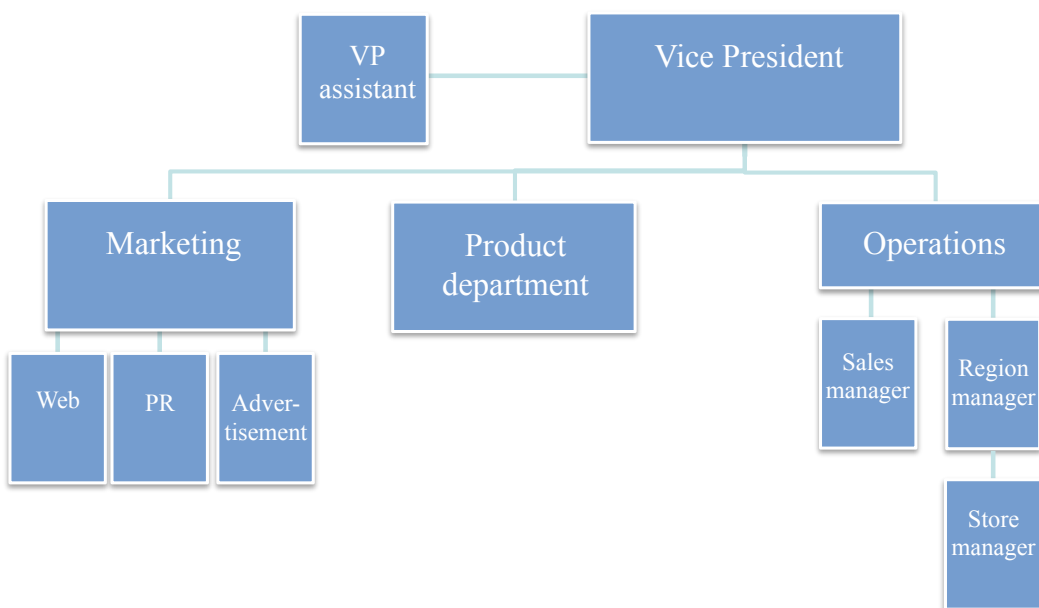 VP
assistant
Vice President
Marketing
Product
department
Operations
Web
PR
Adver-
tisement
Sales
manager
Region
manager
Store
manager